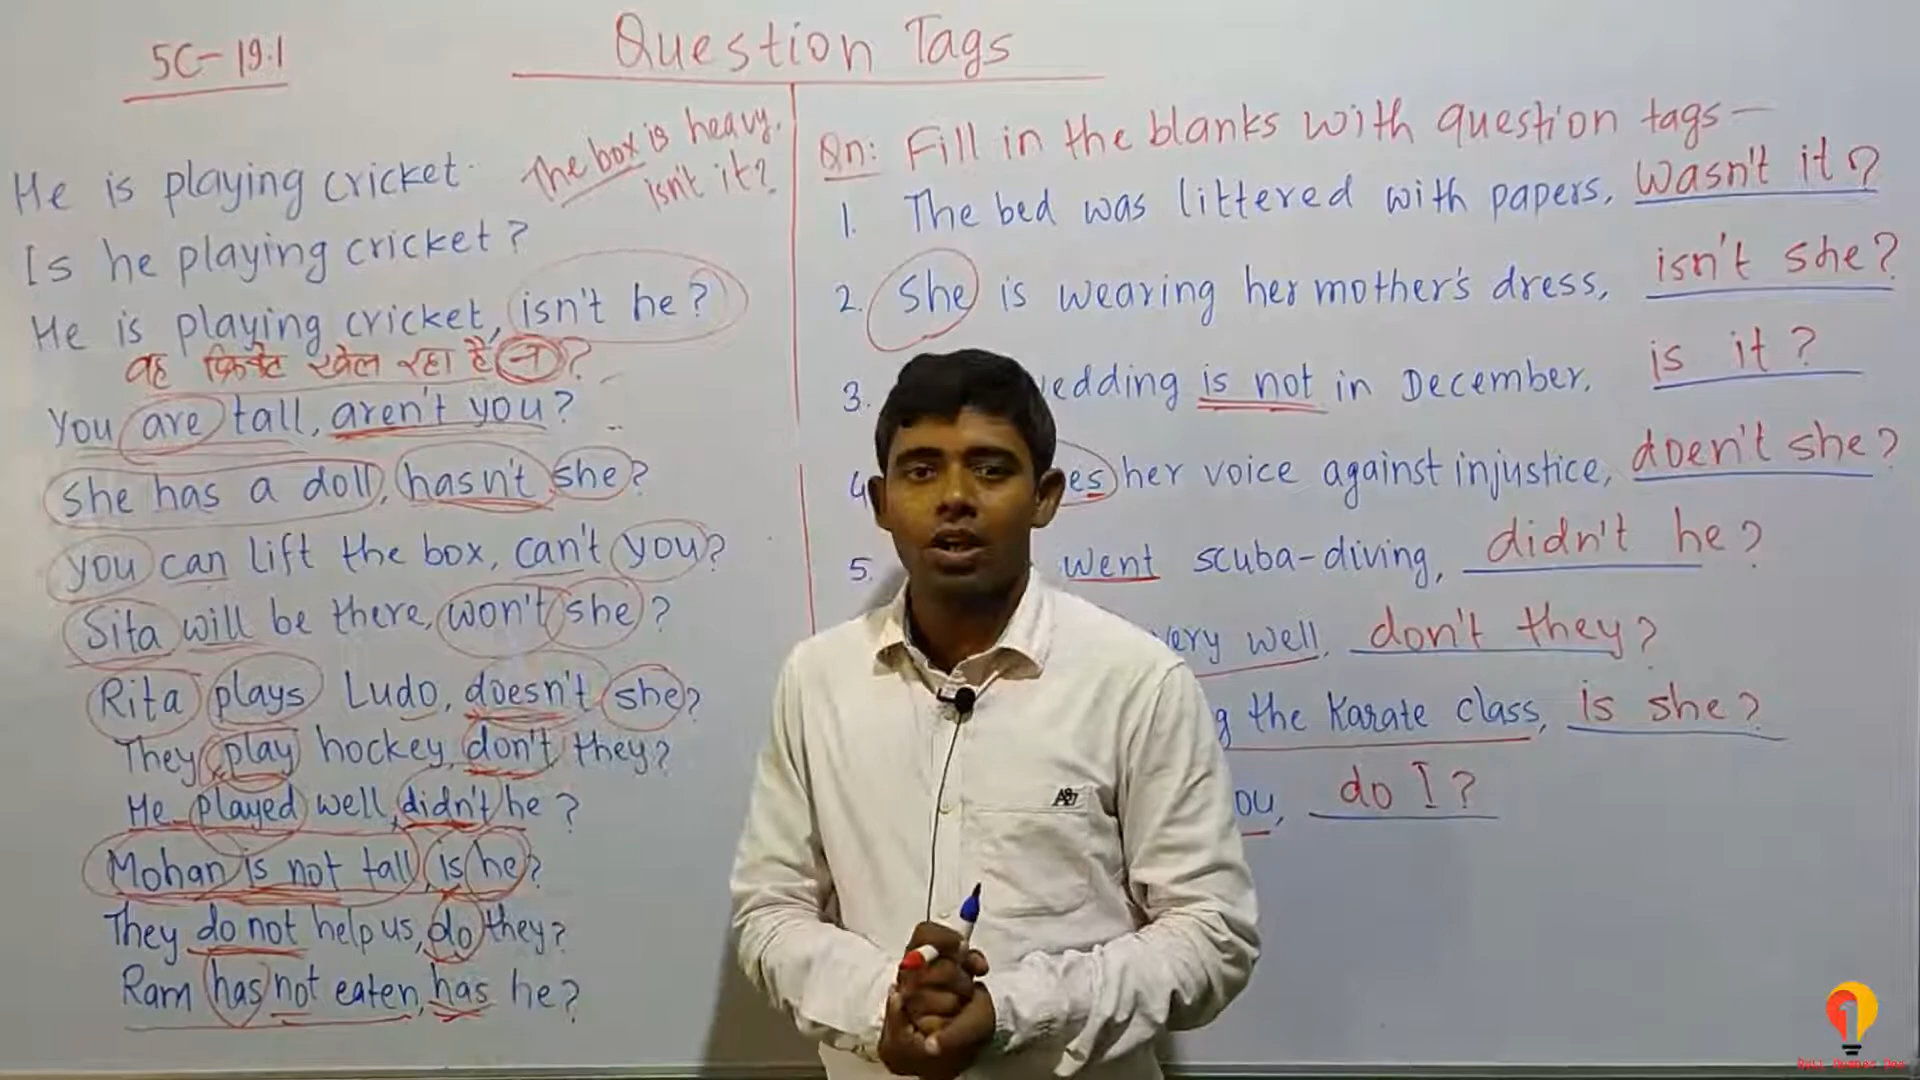 5C-19.1
Question Tags
He is playing cricket.
The box is heavy,
isn't it?
Is he playing cricket?
He is playing cricket, isn't he?
वह क्रिकेट खेल रहा है न ?
You are tall, aren't you?
She has a doll, hasn't she?
you can lift the box, can't you?
Sita will be there, won't she?
Rita plays Ludo, doesn't she?
They play hockey, don't they?
He played well, didn't he?
Mohan is not tall, is he?
They do not help us, do they?
Ram has not eaten, has he?
Qn: Fill in the blanks with question tags—
1. The bed was littered with papers, wasn't it?
2. She is wearing her mother's dress, isn't she?
3. is not in December, is it?
4. her voice against injustice, doen't she?
5. went scuba-diving, didn't he?
very well, don't they?
the Karate class, is she?
do I?